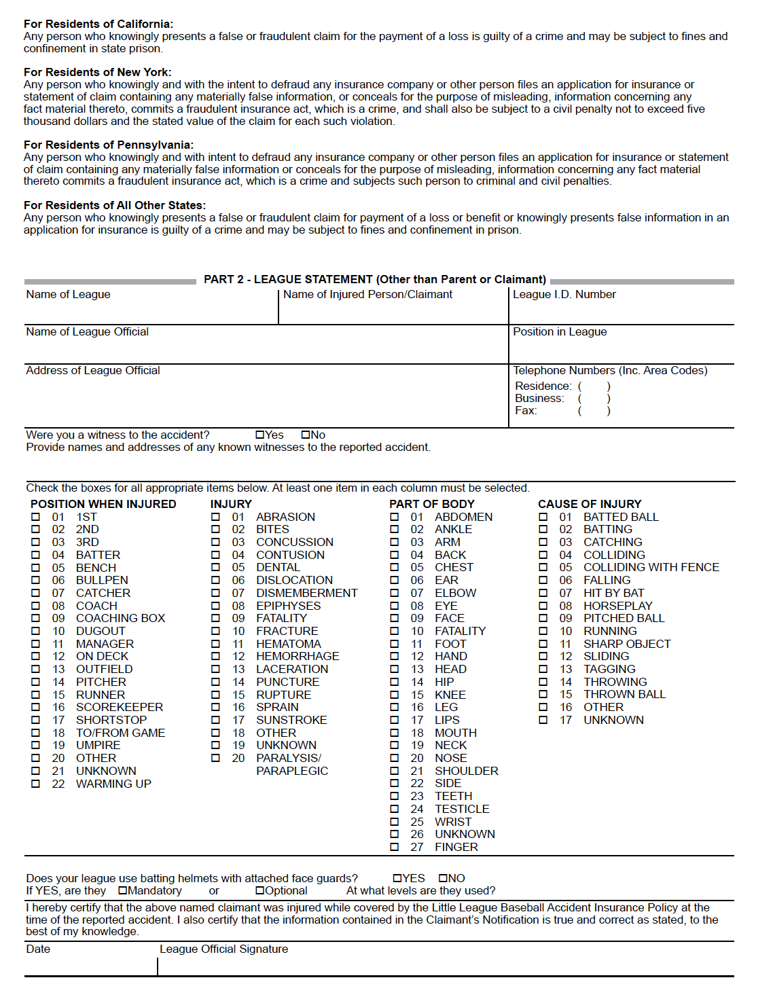 For Residents of California:
Any person who knowingly presents a false or fraudulent claim for the payment of a loss is guilty of a crime and may be subject to fines and
confinement in state prison.
For Residents of New York:
Any person who knowingly and with the intent to defraud any insurance company or other person files an application for insurance or
statement of claim containing any materially false information, or conceals for the purpose of misleading, information concerning any
fact material thereto, commits a fraudulent insurance act, which is a crime, and shall also be subject to a civil penalty not to exceed five
thousand dollars and the stated value of the claim for each such violation.
For Residents of Pennsylvania:
Any person who knowingly and with intent to defraud any insurance company or other person files an application for insurance or statement
of claim containing any materially false information or conceals for the purpose of misleading, information concerning any fact material
thereto commits a fraudulent insurance act, which is a crime and subjects such person to criminal and civil penalties.
For Residents of All Other States:
Any person who knowingly presents a false or fraudulent claim for payment of a loss or benefit or knowingly presents false information in an
application for insurance is guilty of a crime and may be subject to fines and confinement in prison.
PART 2 - LEAGUE STATEMENT (Other than Parent or Claimant)
Name of League Name of Injured Person/Claimant League I.D. Number
Name of League Official Position in League
Address of League Official Telephone Numbers (Inc. Area Codes)
Residence: ( )
Business: ( )
Fax: ( )
Were you a witness to the accident? ☐Yes ☐No
Provide names and addresses of any known witnesses to the reported accident.
Check the boxes for all appropriate items below. At least one item in each column must be selected.
POSITION WHEN INJURED
☐ 01 1ST
☐ 02 2ND
☐ 03 3RD
☐ 04 BATTER
☐ 05 BENCH
☐ 06 BULLPEN
☐ 07 CATCHER
☐ 08 COACH
☐ 09 COACHING BOX
☐ 10 DUGOUT
☐ 11 MANAGER
☐ 12 ON DECK
☐ 13 OUTFIELD
☐ 14 PITCHER
☐ 15 RUNNER
☐ 16 SCOREKEEPER
☐ 17 SHORTSTOP
☐ 18 TO/FROM GAME
☐ 19 UMPIRE
☐ 20 OTHER
☐ 21 UNKNOWN
☐ 22 WARMING UP
INJURY
☐ 01 ABRASION
☐ 02 BITES
☐ 03 CONCUSSION
☐ 04 CONTUSION
☐ 05 DENTAL
☐ 06 DISLOCATION
☐ 07 DISMEMBERMENT
☐ 08 EPIPHYSES
☐ 09 FATALITY
☐ 10 FRACTURE
☐ 11 HEMATOMA
☐ 12 HEMORRHAGE
☐ 13 LACERATION
☐ 14 PUNCTURE
☐ 15 RUPTURE
☐ 16 SPRAIN
☐ 17 SUNSTROKE
☐ 18 OTHER
☐ 19 UNKNOWN
☐ 20 PARALYSIS/
PARAPLEGIC
PART OF BODY
☐ 01 ABDOMEN
☐ 02 ANKLE
☐ 03 ARM
☐ 04 BACK
☐ 05 CHEST
☐ 06 EAR
☐ 07 ELBOW
☐ 08 EYE
☐ 09 FACE
☐ 10 FATALITY
☐ 11 FOOT
☐ 12 HAND
☐ 13 HEAD
☐ 14 HIP
☐ 15 KNEE
☐ 16 LEG
☐ 17 LIPS
☐ 18 MOUTH
☐ 19 NECK
☐ 20 NOSE
☐ 21 SHOULDER
☐ 22 SIDE
☐ 23 TEETH
☐ 24 TESTICLE
☐ 25 WRIST
☐ 26 UNKNOWN
☐ 27 FINGER
CAUSE OF INJURY
☐ 01 BATTED BALL
☐ 02 BATTING
☐ 03 CATCHING
☐ 04 COLLIDING
☐ 05 COLLIDING WITH FENCE
☐ 06 FALLING
☐ 07 HIT BY BAT
☐ 08 HORSEPLAY
☐ 09 PITCHED BALL
☐ 10 RUNNING
☐ 11 SHARP OBJECT
☐ 12 SLIDING
☐ 13 TAGGING
☐ 14 THROWING
☐ 15 THROWN BALL
☐ 16 OTHER
☐ 17 UNKNOWN
Does your league use batting helmets with attached face guards? ☐YES ☐NO
If YES, are they ☐Mandatory or ☐Optional At what levels are they used?
I hereby certify that the above named claimant was injured while covered by the Little League Baseball Accident Insurance Policy at the
time of the reported accident. I also certify that the information contained in the Claimant's Notification is true and correct as stated, to the
best of my knowledge.
Date League Official Signature